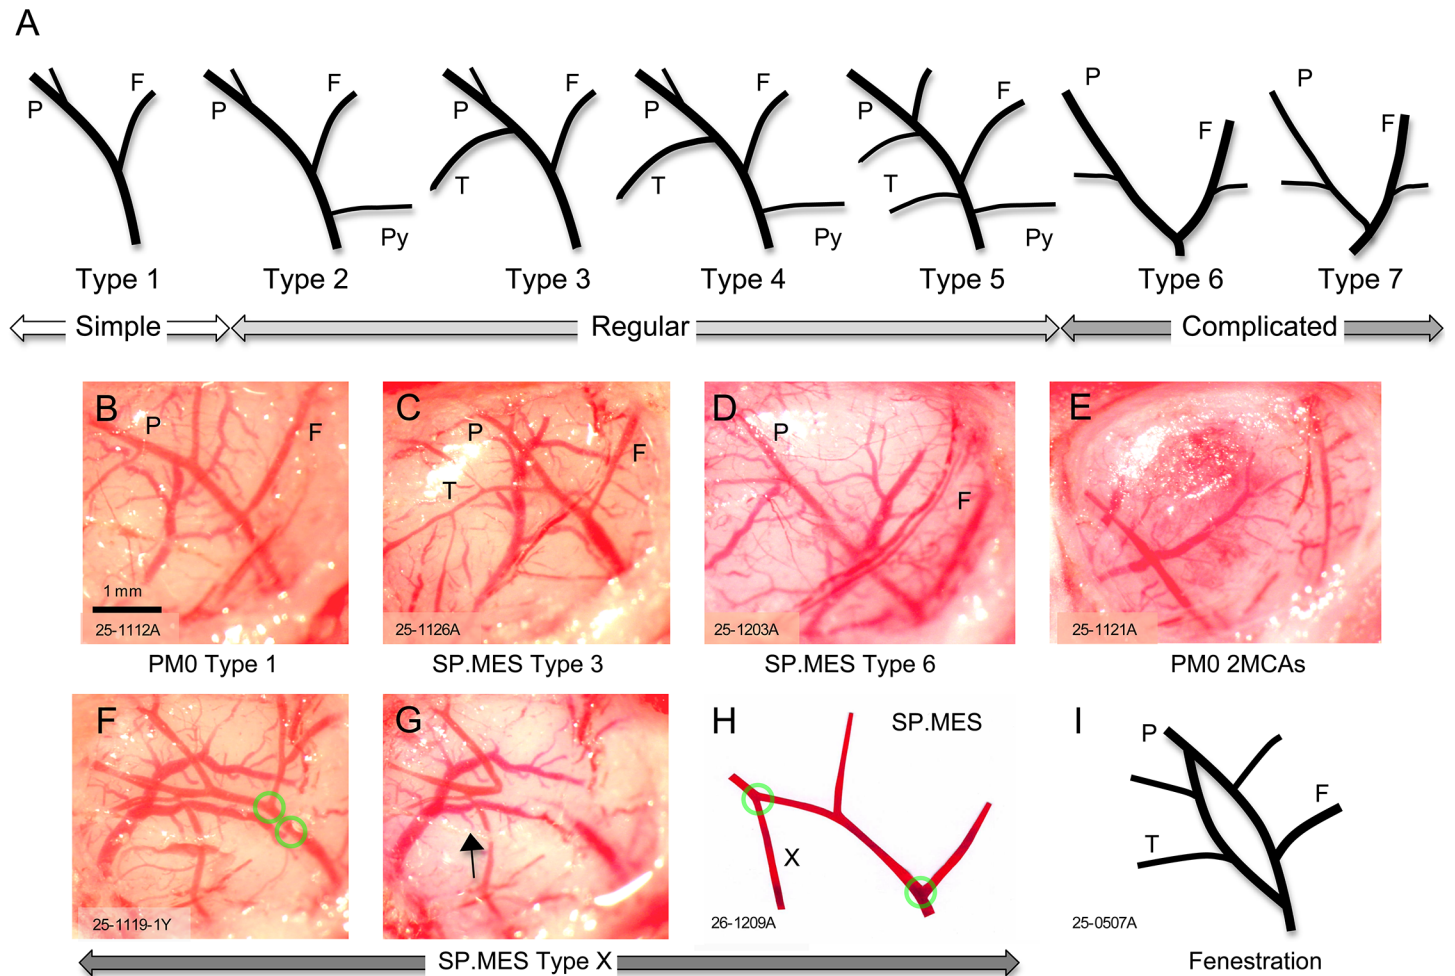 A
P F P F P T F P T F P T F P F P F
Py Py Py
Type 1 Type 2 Type 3 Type 4 Type 5 Type 6 Type 7
Simple Regular Complicated
B P F
1 mm
25-1112A
PM0 Type 1
C P T F
25-1126A
SP.MES Type 3
D P F
25-1203A
SP.MES Type 6
E
25-1121A
PM0 2MCAs
F
25-1119-1Y
G
H SP.MES
X
26-1209A
SP.MES Type X
I P F
T
25-0507A
Fenestration